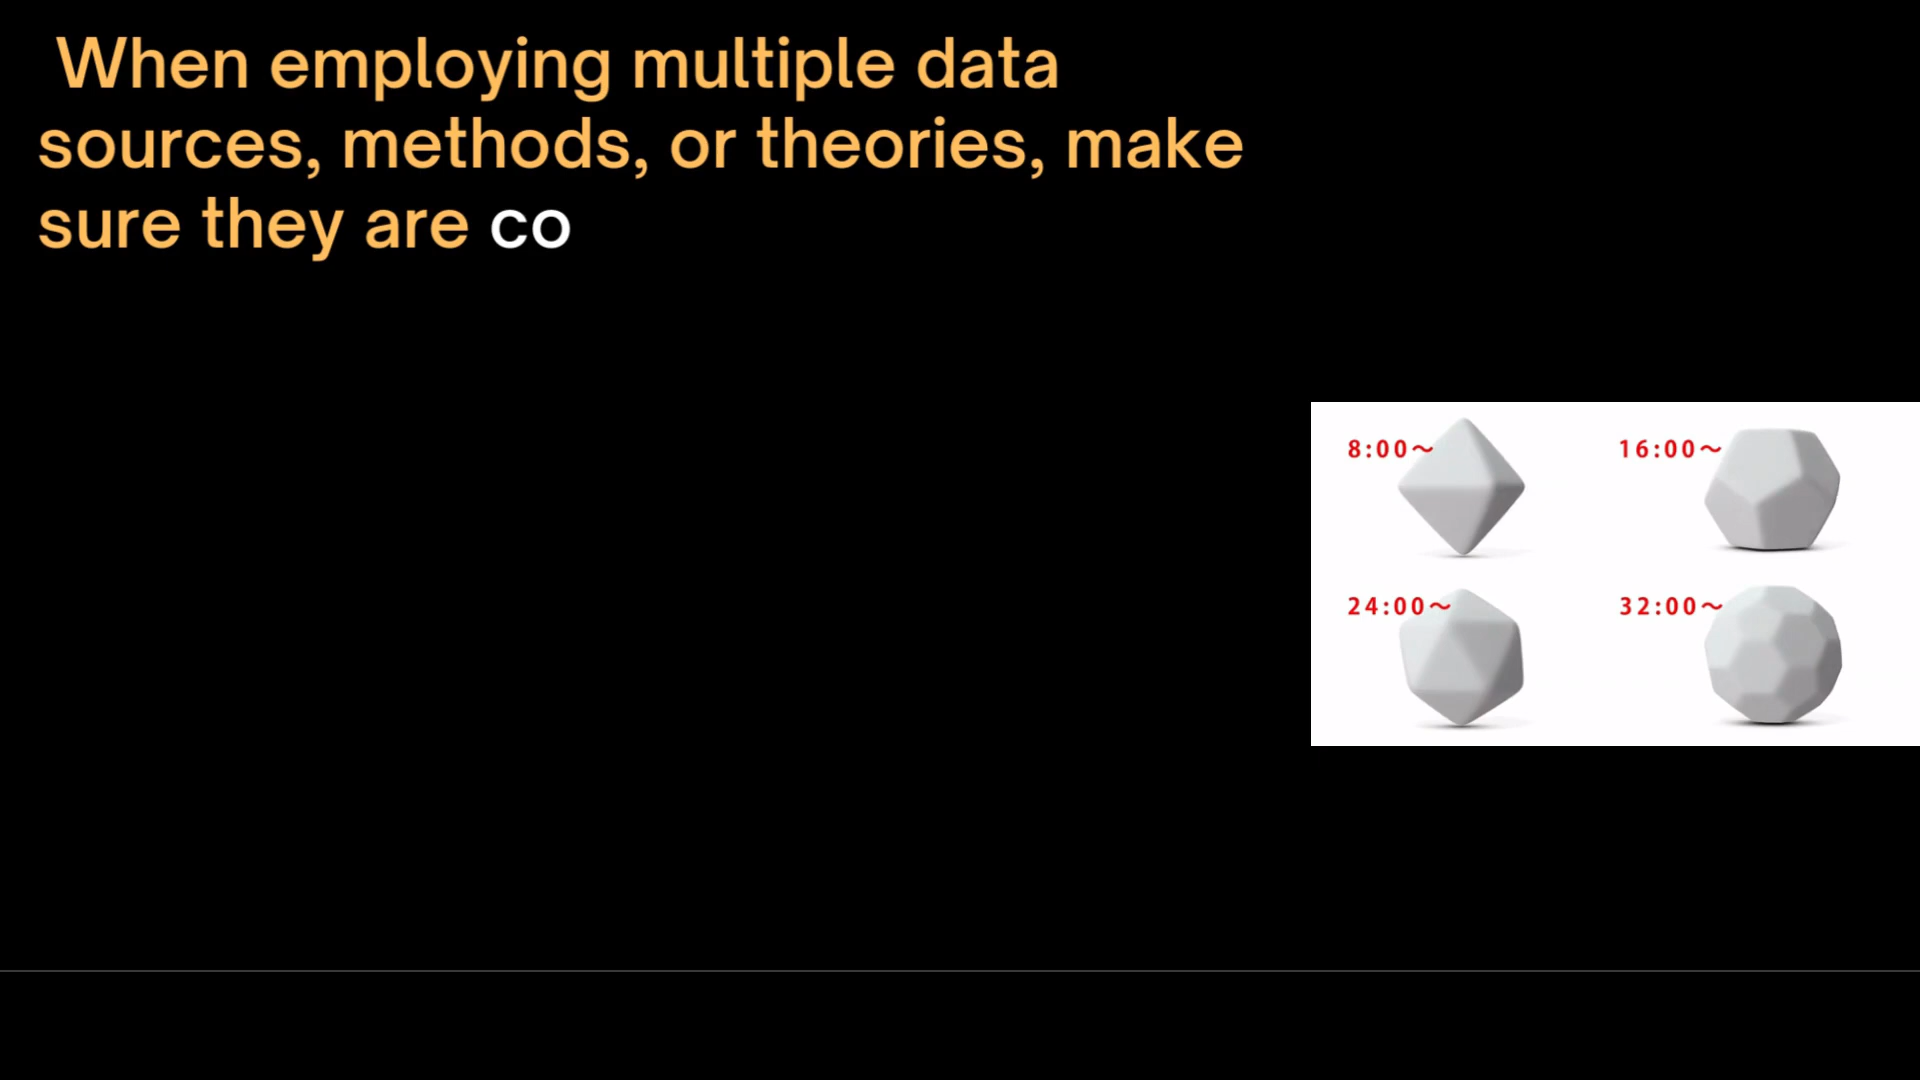 When employing multiple data
sources, methods, or theories, make
sure they are co
8:00～
16:00～
24:00～
32:00～